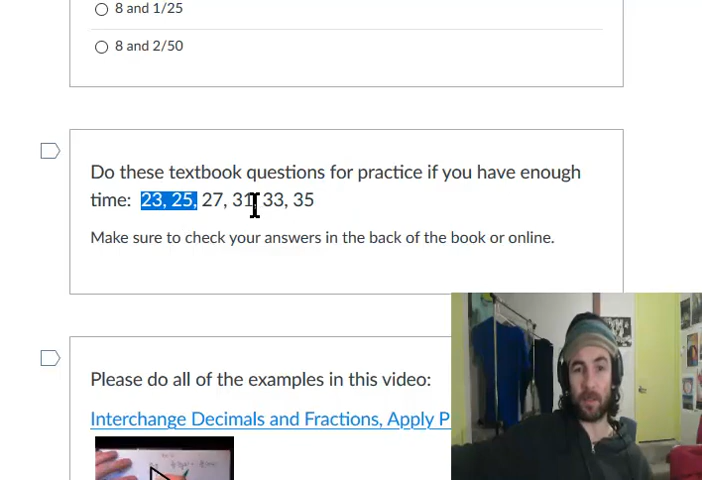 8 and 1/25
8 and 2/50
Do these textbook questions for practice if you have enough
time: 23, 25, 27, 31, 33, 35
Make sure to check your answers in the back of the book or online.
Please do all of the examples in this video:
Interchange Decimals and Fractions, Apply P